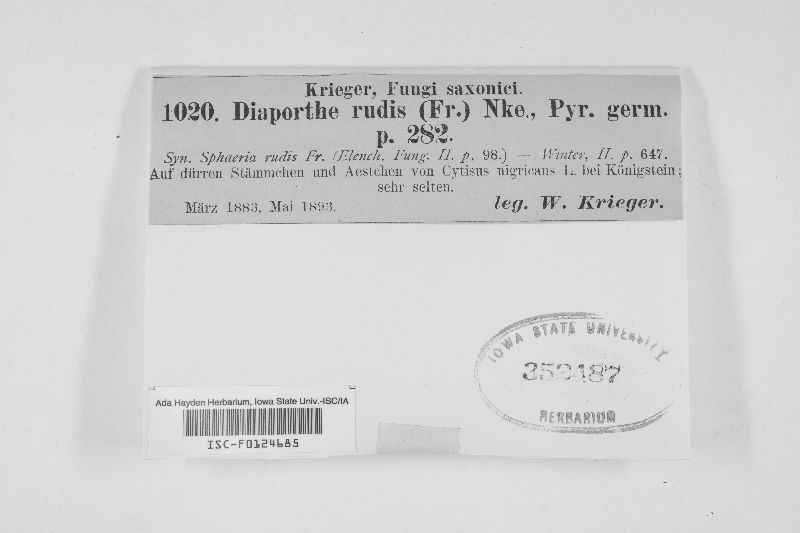 Krieger, Fungi saxonici.
1020. Diaporthe rudis (Fr.) Nke., Pyr. germ.
p. 282.
Syn. Sphaeria rudis Fr. (Elench. Fung. II. p. 98.) — Winter, II. p. 647.
Auf dürren Stämmchen und Aestchen von Cytisus nigricans L. bei Königstein;
sehr selten.
März 1883, Mai 1893.
leg. W. Krieger.
IOWA STATE UNIVERSITY
352487
HERBARIUM
Ada Hayden Herbarium, Iowa State Univ.-ISC/IA
ISC-F0124685